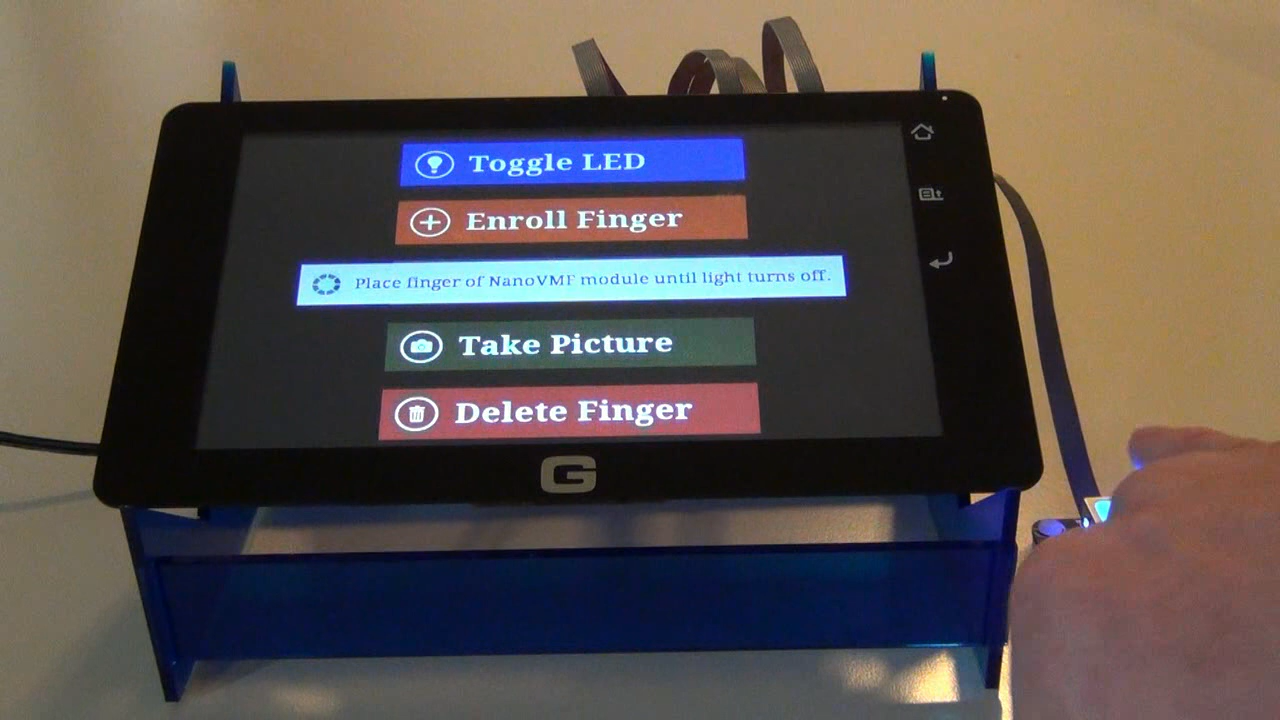 Toggle LED
Enroll Finger
Place finger of NanoVMF module until light turns off.
Take Picture
Delete Finger
G